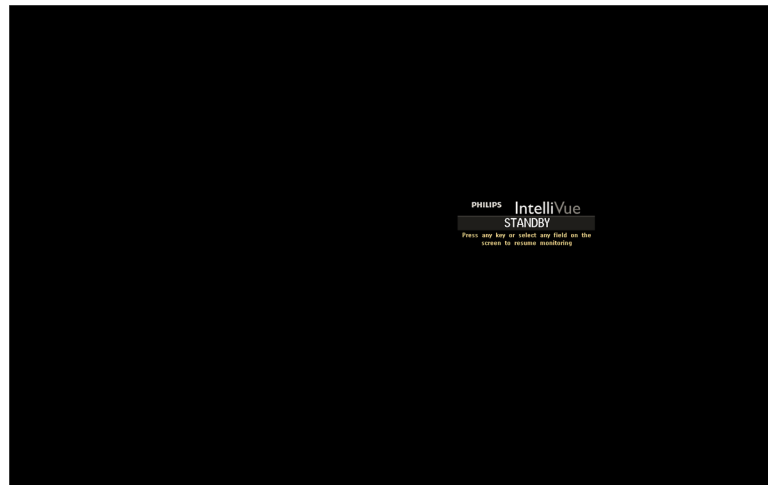 PHILIPS IntelliVue
STANDBY
Press any key or select any field on the
screen to resume monitoring